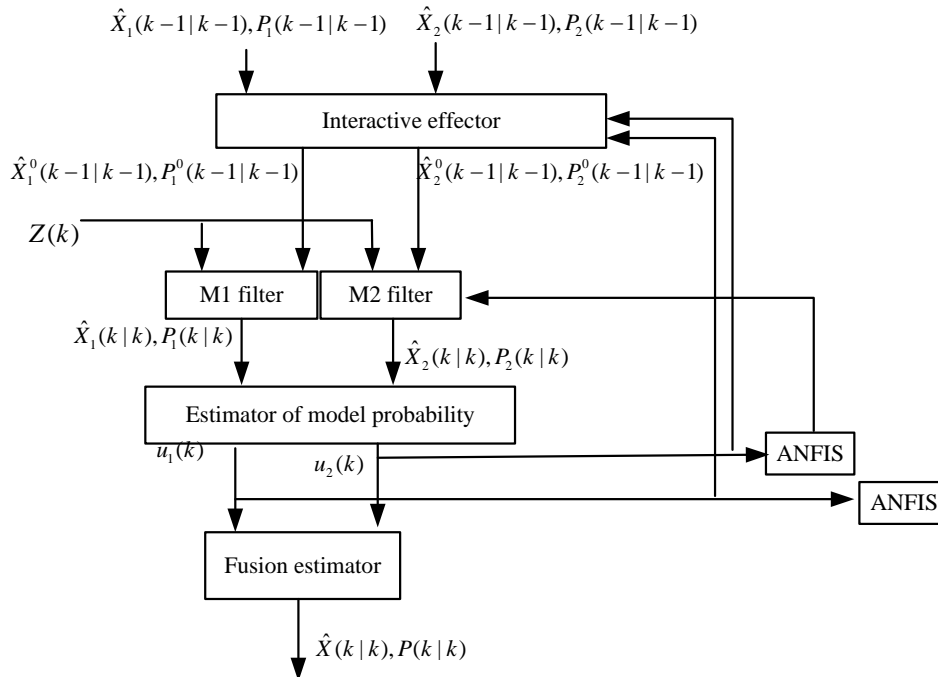 X̂₁(k−1|k−1), P₁(k−1|k−1) X̂₂(k−1|k−1), P₂(k−1|k−1)
Interactive effector
X̂₁⁰(k−1|k−1), P₁⁰(k−1|k−1) X̂₂⁰(k−1|k−1), P₂⁰(k−1|k−1)
Z(k)
M1 filter M2 filter
X̂₁(k|k), P₁(k|k)
X̂₂(k|k), P₂(k|k)
Estimator of model probability
u₁(k)
u₂(k)
ANFIS
ANFIS
Fusion estimator
X̂(k|k), P(k|k)